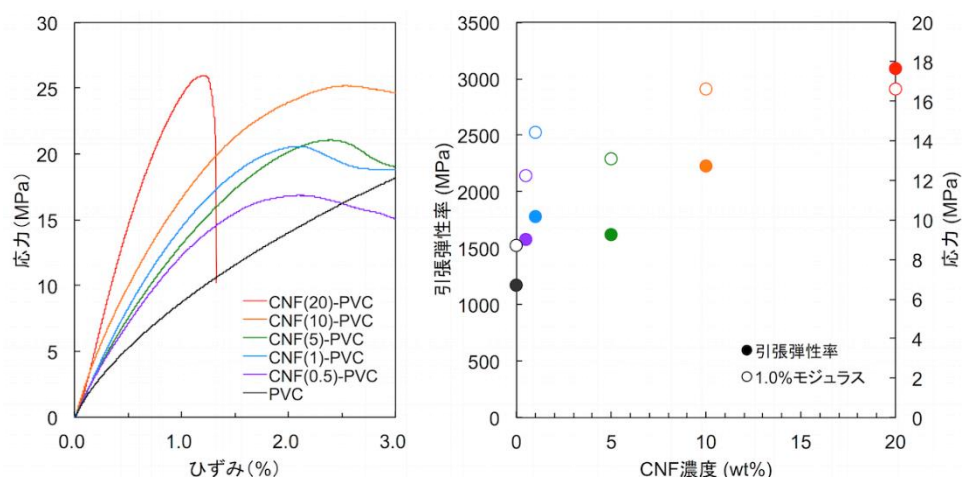 30
25
20
15
10
5
0
応力(MPa)
0.0
1.0
2.0
3.0
ひずみ(%)
CNF(20)-PVC
CNF(10)-PVC
CNF(5)-PVC
CNF(1)-PVC
CNF(0.5)-PVC
PVC
3500
3000
2500
2000
1500
1000
500
0
引張弾性率 (MPa)
0
5
10
15
20
CNF濃度 (wt%)
引張弾性率
1.0%モジュラス
20
18
16
14
12
10
8
6
4
2
0
応力 (MPa)